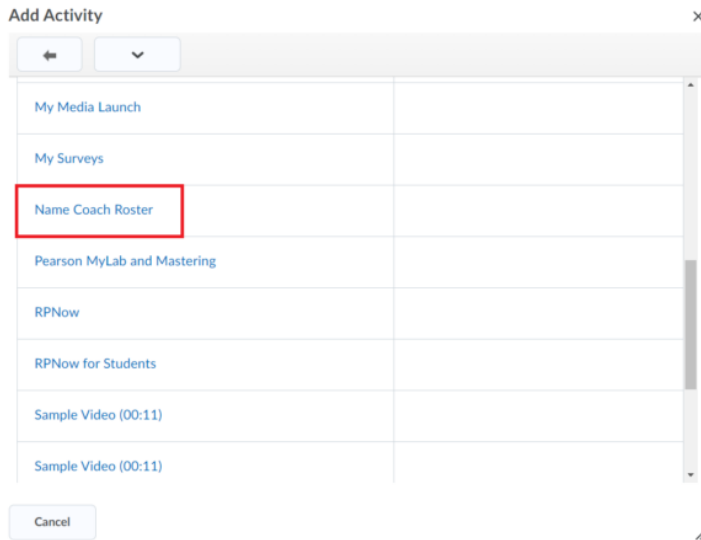 Add Activity
My Media Launch
My Surveys
Name Coach Roster
Pearson MyLab and Mastering
RPNow
RPNow for Students
Sample Video (00:11)
Sample Video (00:11)
Cancel